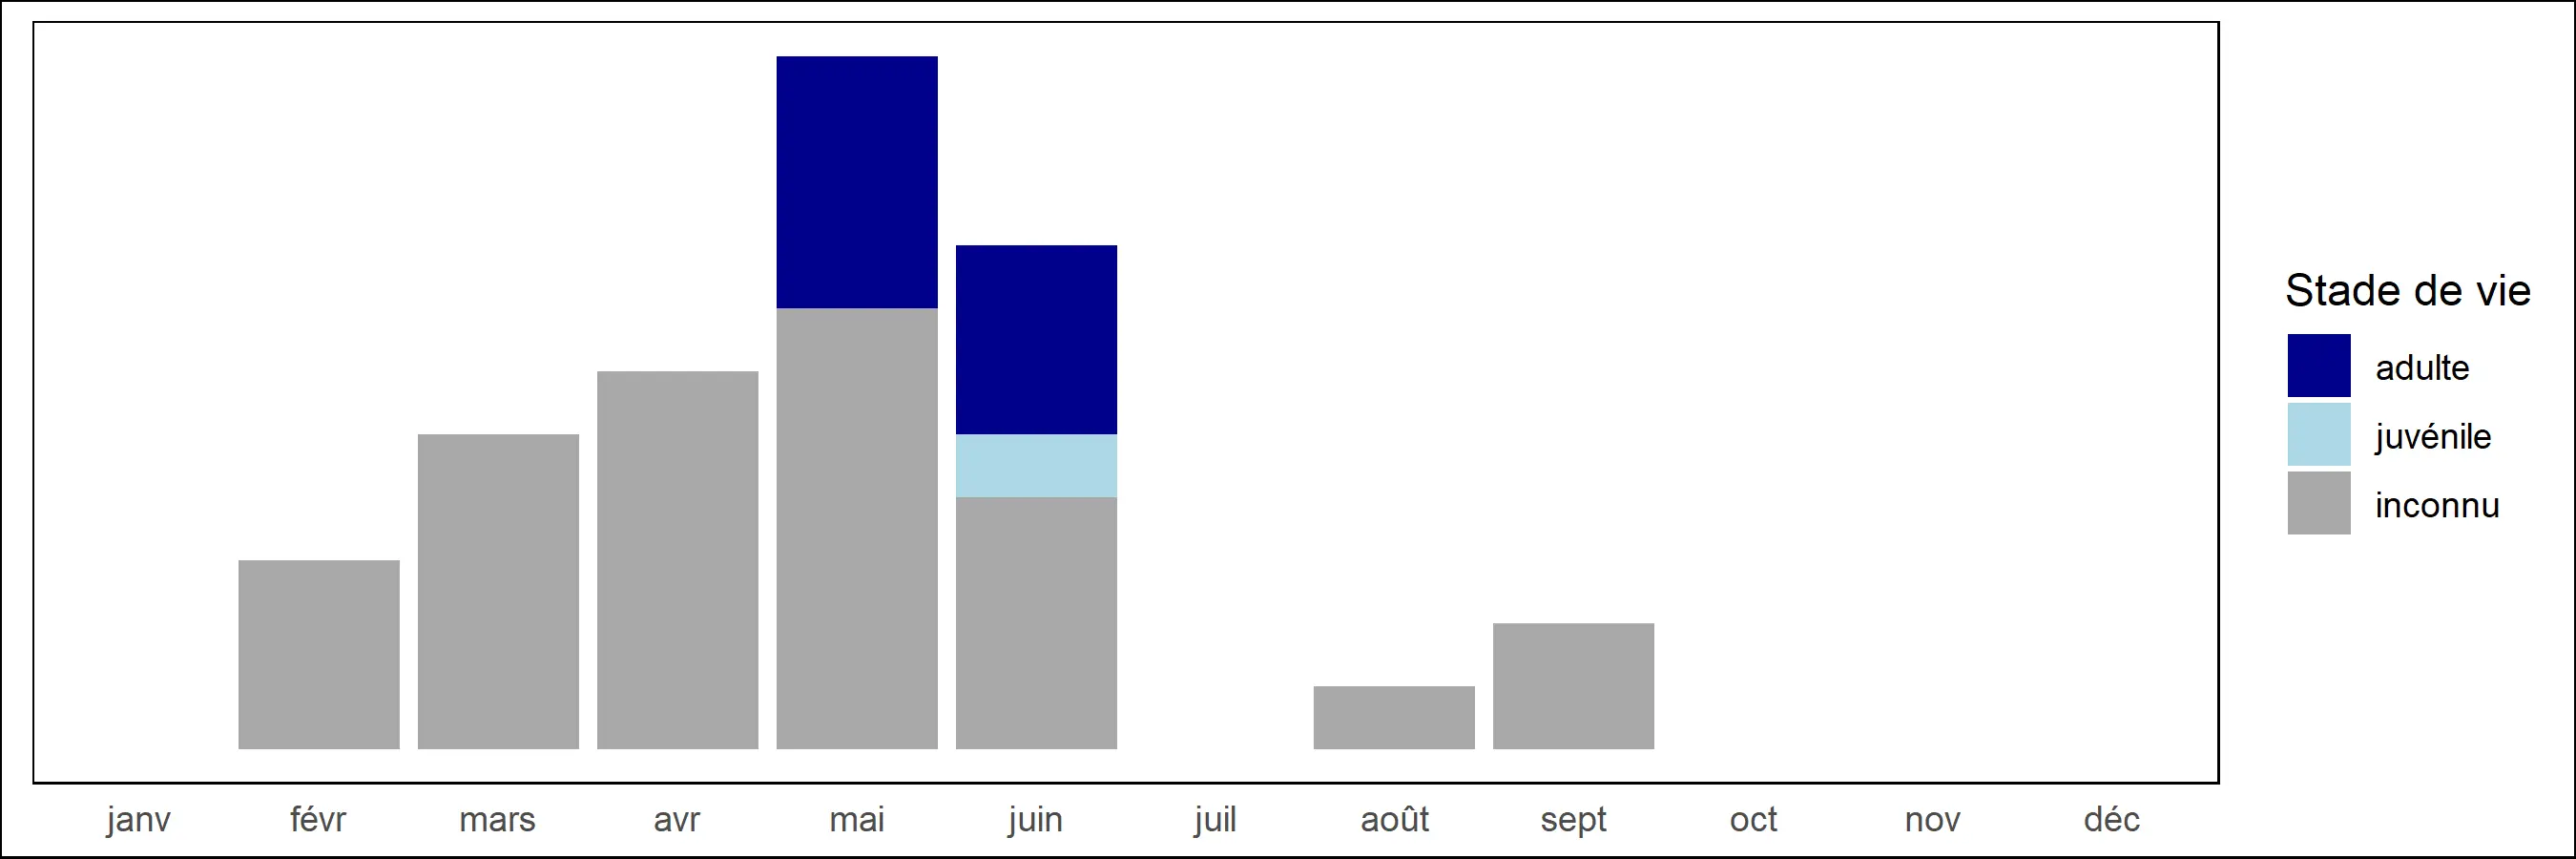 Stade de vie
adulte
juvénile
inconnu
janv févr mars avr mai juin juil août sept oct nov déc